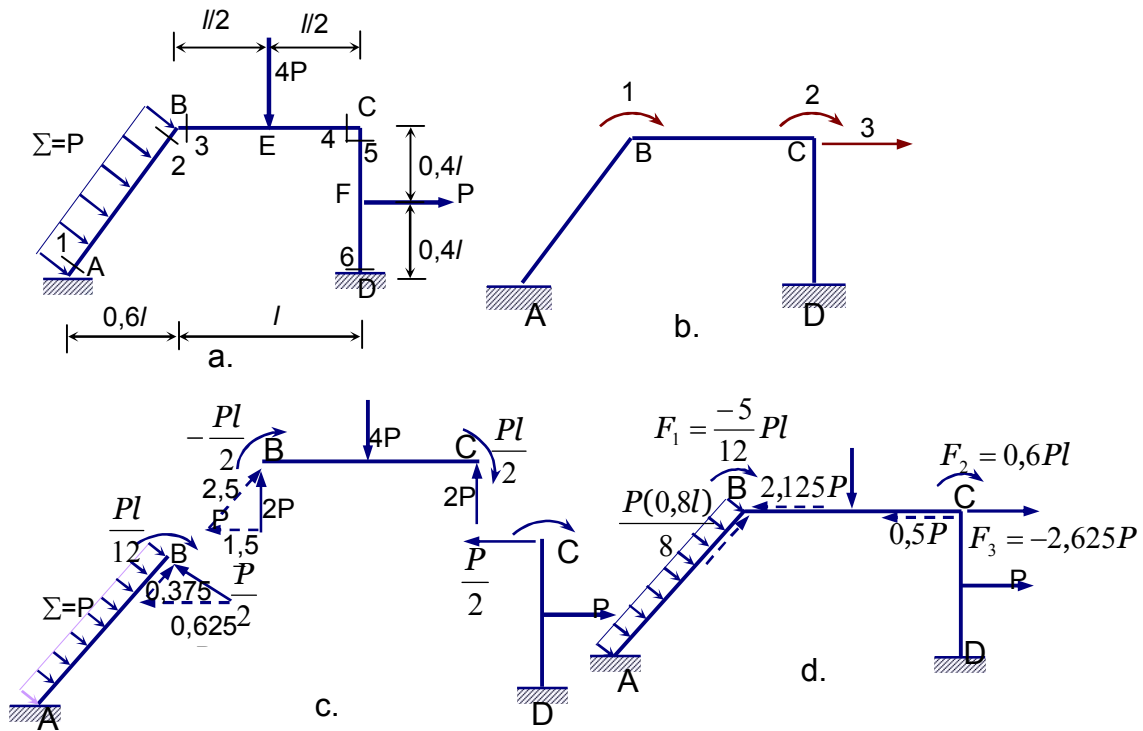 l/2 l/2
4P
B C
Σ=P
2 3 E 4 5
0,4l
F P
1 6
A D
0,4l
0,6l l
a.
1 2
3
B C
A D
b.
-Pl/2 B 4P C Pl/2
2,5
P 2P 2P
1,5
Pl/12 B
Σ=P 0,375 P/2
0,625
P/2 C
P
A D
c.
F₁ = -5/12 Pl
F₂ = 0,6Pl
B 2,125P C
P(0,8l)/8
0,5P F₃ = -2,625P
P
A D
d.